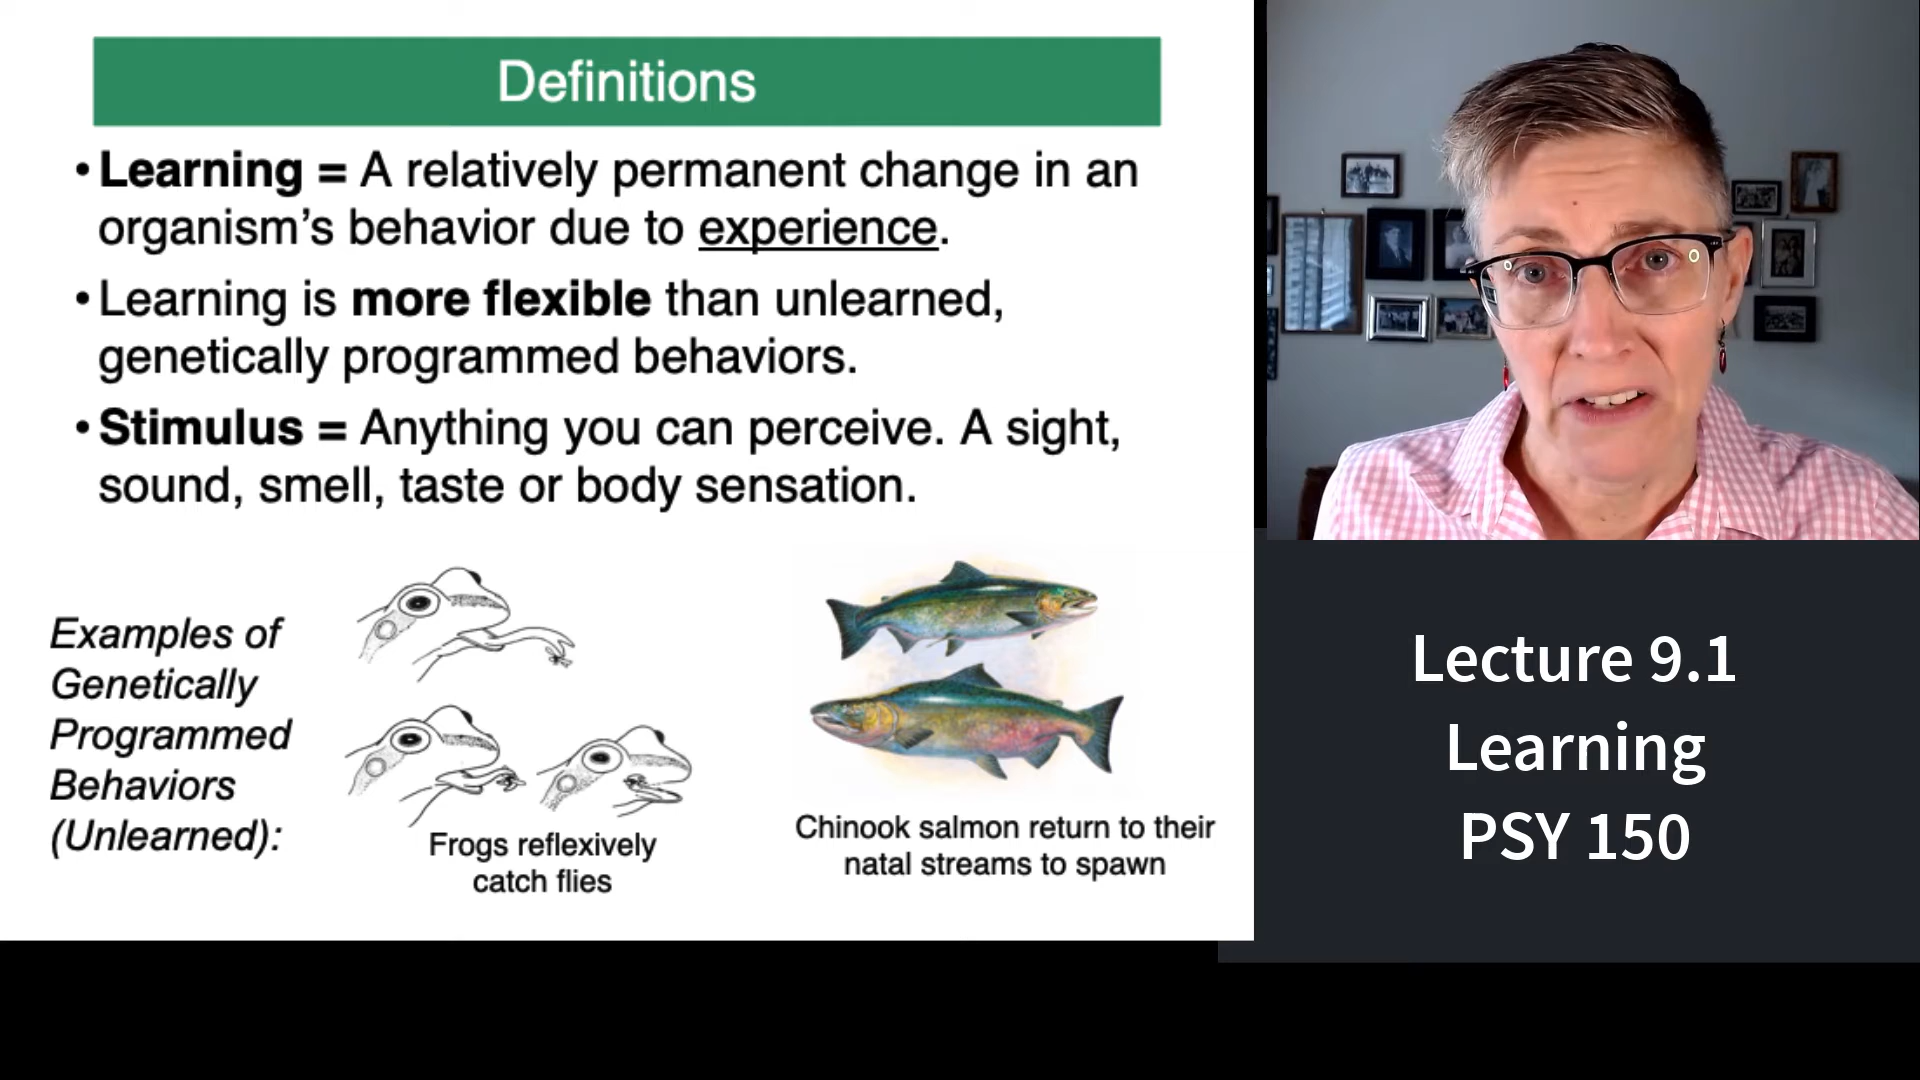 Definitions
• Learning = A relatively permanent change in an
organism’s behavior due to experience.
• Learning is more flexible than unlearned,
genetically programmed behaviors.
• Stimulus = Anything you can perceive. A sight,
sound, smell, taste or body sensation.
Examples of
Genetically
Programmed
Behaviors
(Unlearned):
Frogs reflexively
catch flies
Chinook salmon return to their
natal streams to spawn
Lecture 9.1
Learning
PSY 150